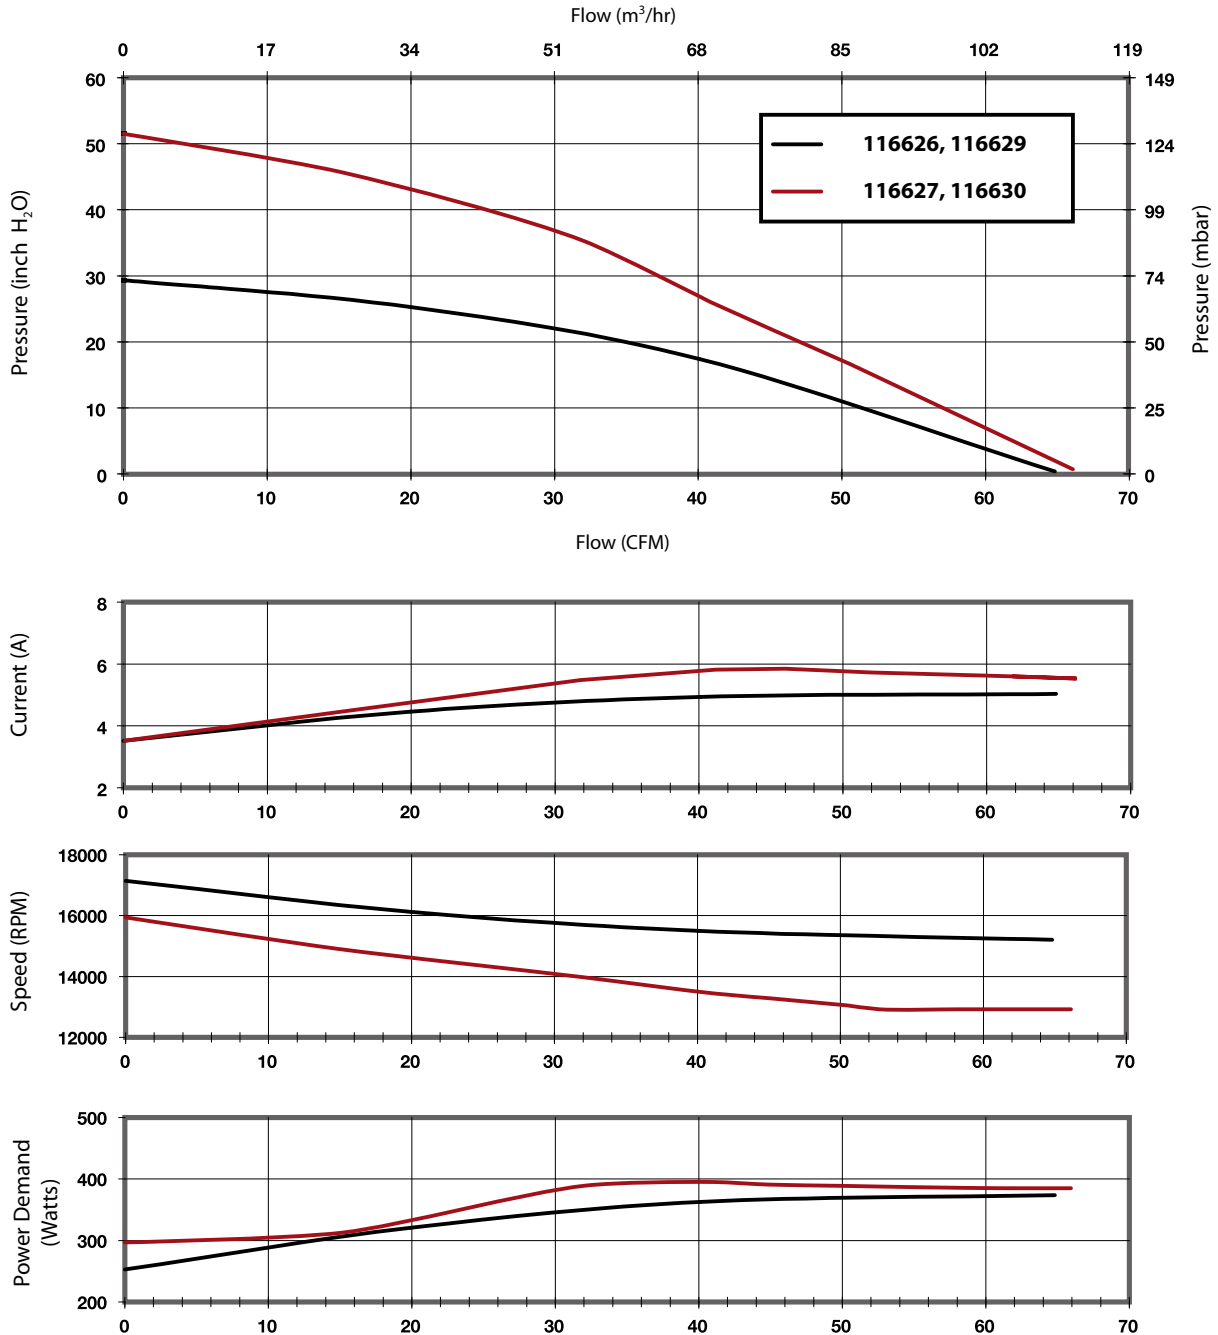 Flow (m³/hr)
0 17 34 51 68 85 102 119
60 149
50 124
40 99
30 74
20 50
10 25
0 0
Pressure (inch H₂O)
Pressure (mbar)
116626, 116629
116627, 116630
0 10 20 30 40 50 60 70
Flow (CFM)
Current (A)
8
6
4
2
0 10 20 30 40 50 60 70
Speed (RPM)
18000
16000
14000
12000
0 10 20 30 40 50 60 70
Power Demand
(Watts)
500
400
300
200
0 10 20 30 40 50 60 70